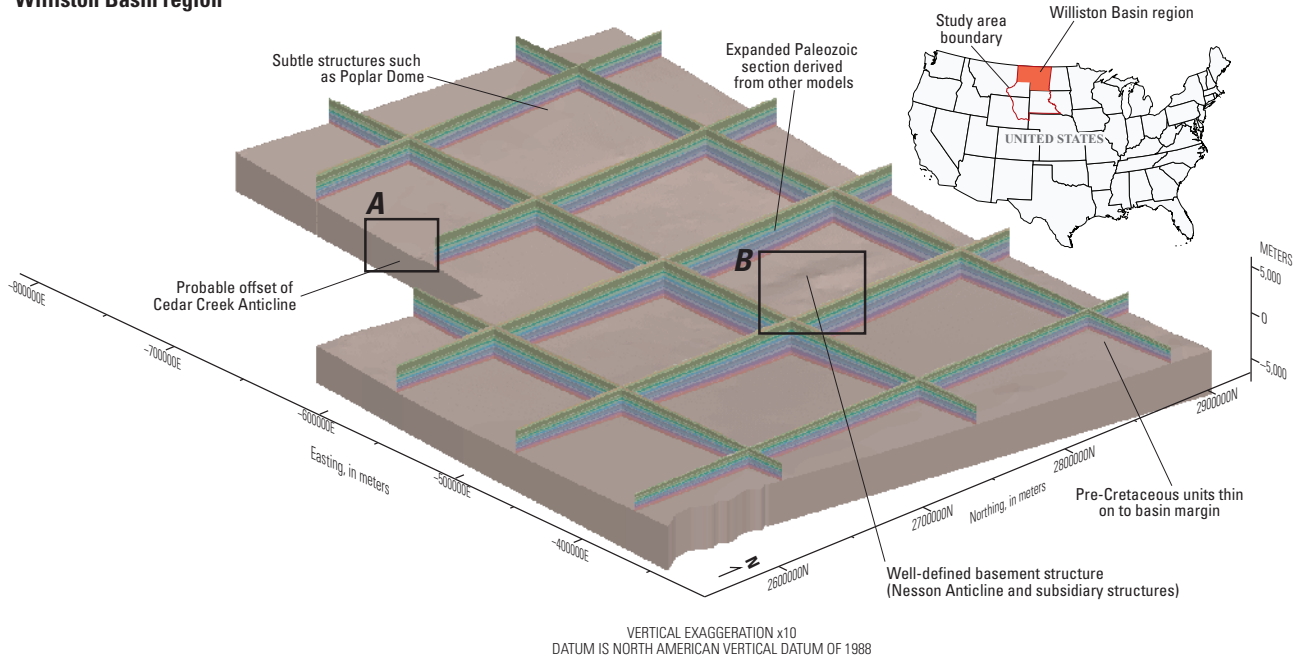 Williston Basin region
Subtle structures such
as Poplar Dome
Expanded Paleozoic
section derived
from other models
Study area
boundary
Williston Basin region
UNITED STATES
A
B
Probable offset of
Cedar Creek Anticline
METERS
5,000
0
−5,000
−800000E
−700000E
−600000E
−500000E
−400000E
Easting, in meters
2900000N
2800000N
2700000N
2600000N
Northing, in meters
N
Pre-Cretaceous units thin
on to basin margin
Well-defined basement structure
(Nesson Anticline and subsidiary structures)
VERTICAL EXAGGERATION x10
DATUM IS NORTH AMERICAN VERTICAL DATUM OF 1988